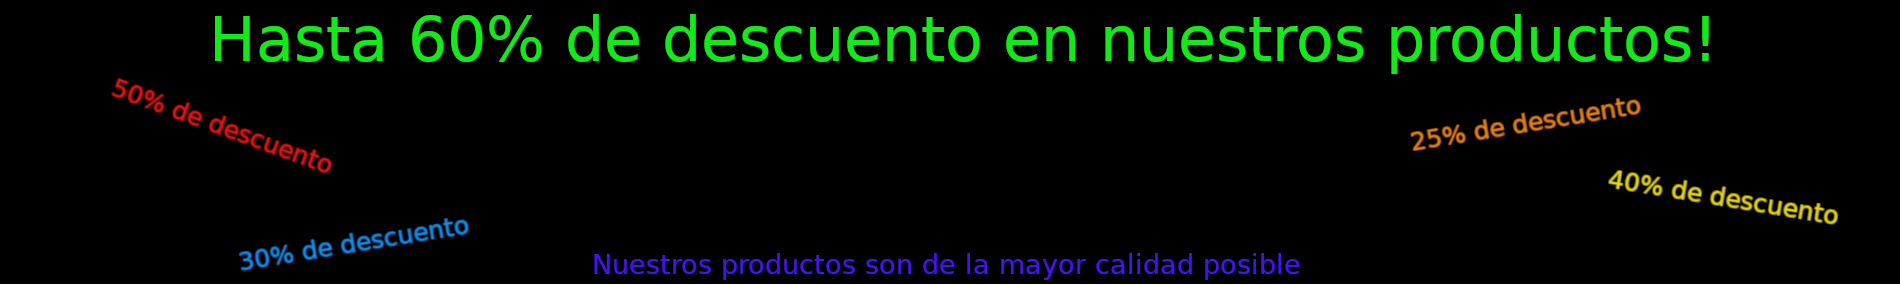 Hasta 60% de descuento en nuestros productos!
50% de descuento
25% de descuento
40% de descuento
30% de descuento
Nuestros productos son de la mayor calidad posible